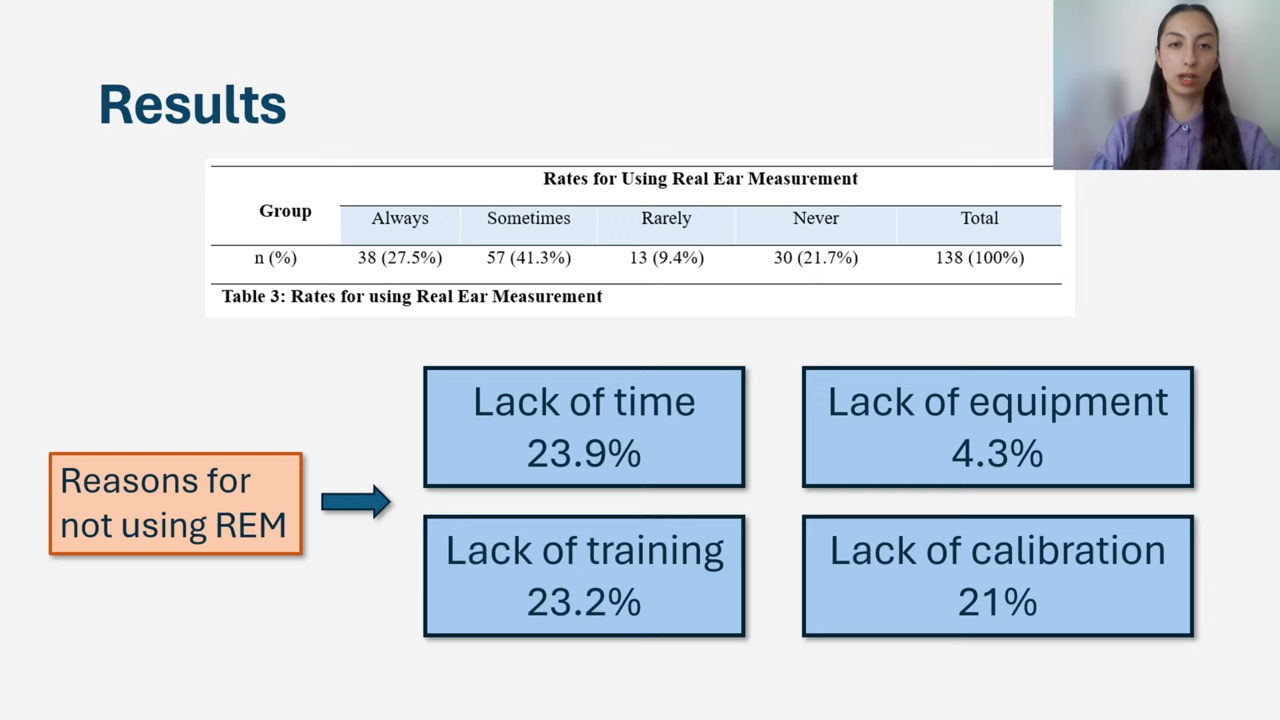 Results
Rates for Using Real Ear Measurement
Group
Always Sometimes Rarely Never Total
n (%) 38 (27.5%) 57 (41.3%) 13 (9.4%) 30 (21.7%) 138 (100%)
Table 3: Rates for using Real Ear Measurement
Reasons for
not using REM
Lack of time
23.9%
Lack of equipment
4.3%
Lack of training
23.2%
Lack of calibration
21%